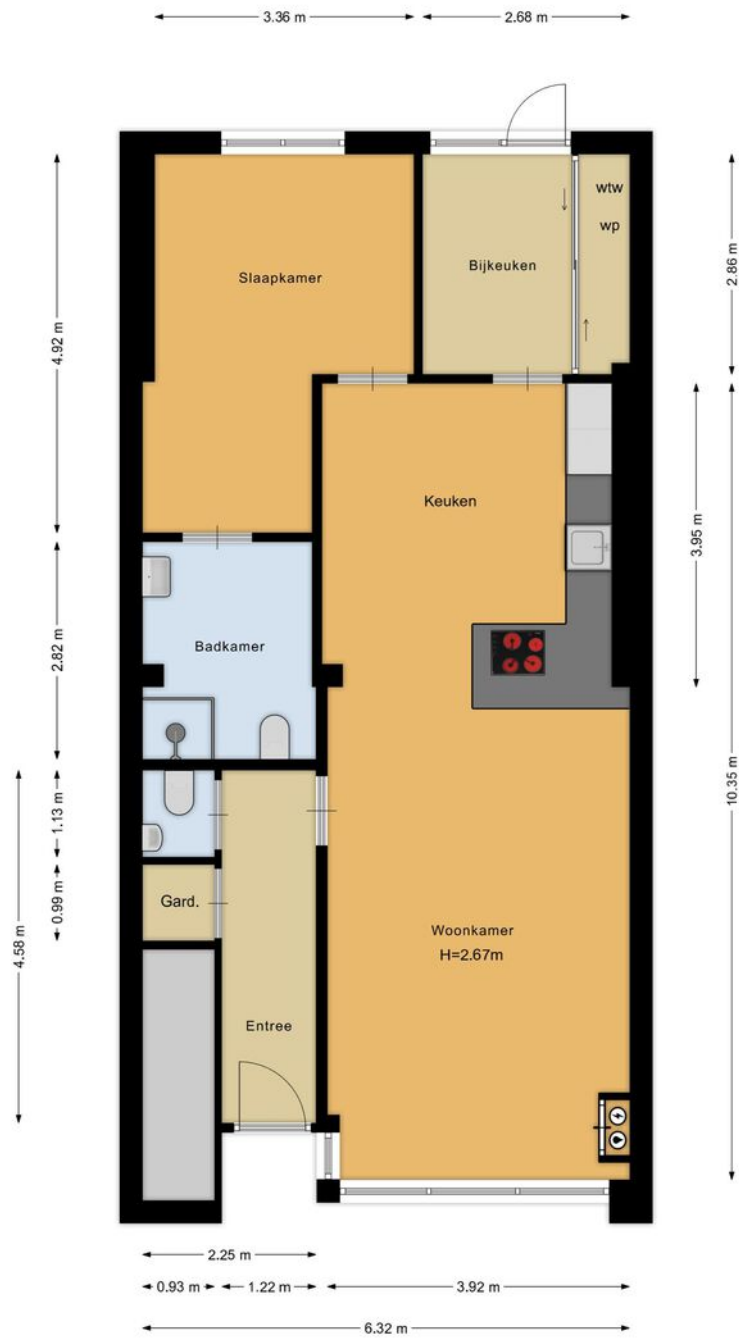 3.36 m
2.68 m
wtw
wp
Slaapkamer
Bijkeuken
2.86 m
4.92 m
Keuken
3.95 m
2.82 m
Badkamer
10.35 m
1.13 m
Gard.
0.99 m
Woonkamer
H=2.67m
4.58 m
Entree
2.25 m
0.93 m
1.22 m
3.92 m
6.32 m